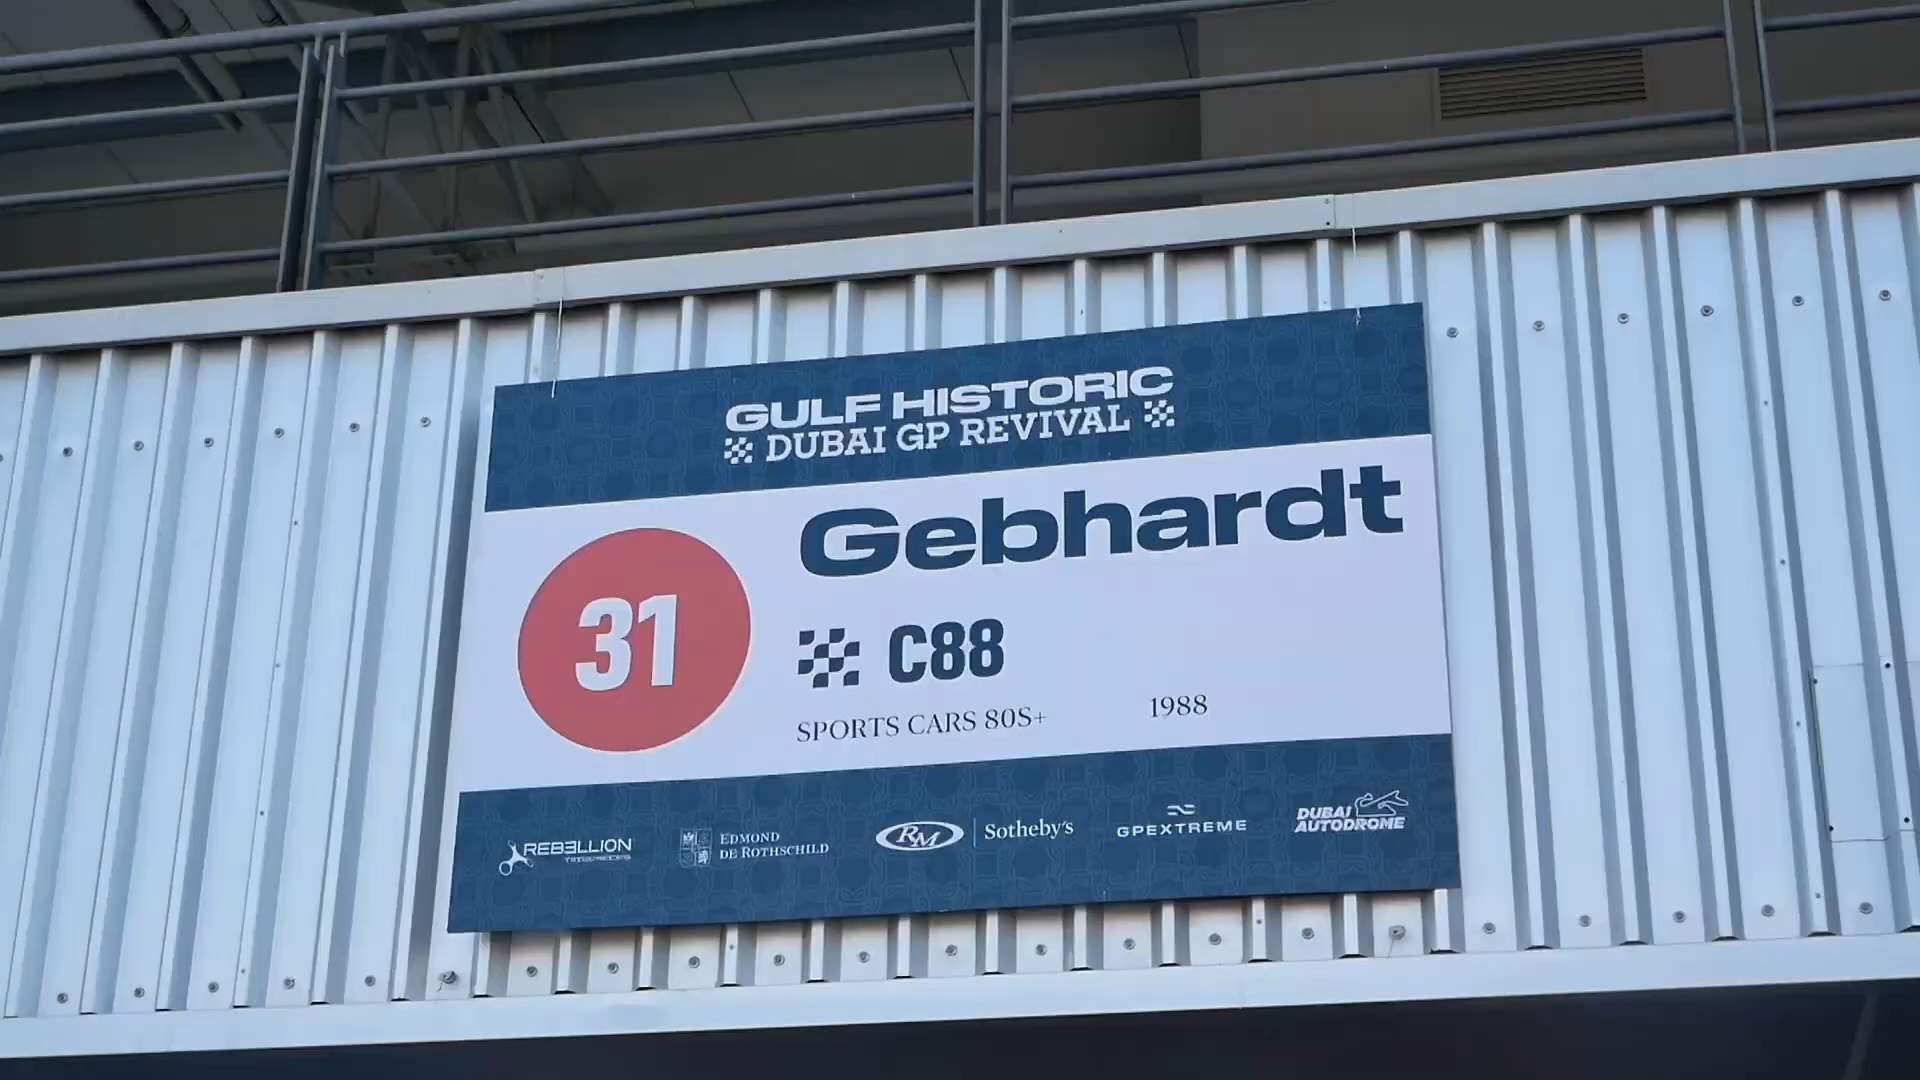 GULF HISTORIC
DUBAI GP REVIVAL
Gebhardt
31
C88
SPORTS CARS 80S+ 1988
REBELLION
TIMEPIECES
EDMOND
DE ROTHSCHILD
RM Sotheby's
GPEXTREME
DUBAI
AUTODROME